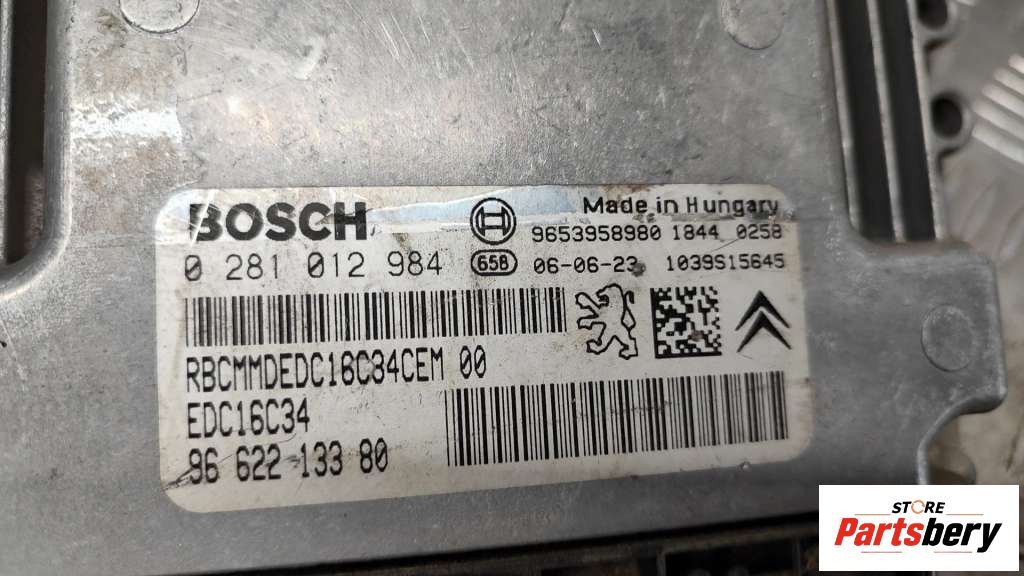 BOSCH
Made in Hungary
9653958980 1844 0258
0 281 012 984 65B 06-06-23 1039S15645
RBCMMDEDC16C34CEM 00
EDC16C34
96 622 133 80
STORE
Partsbery